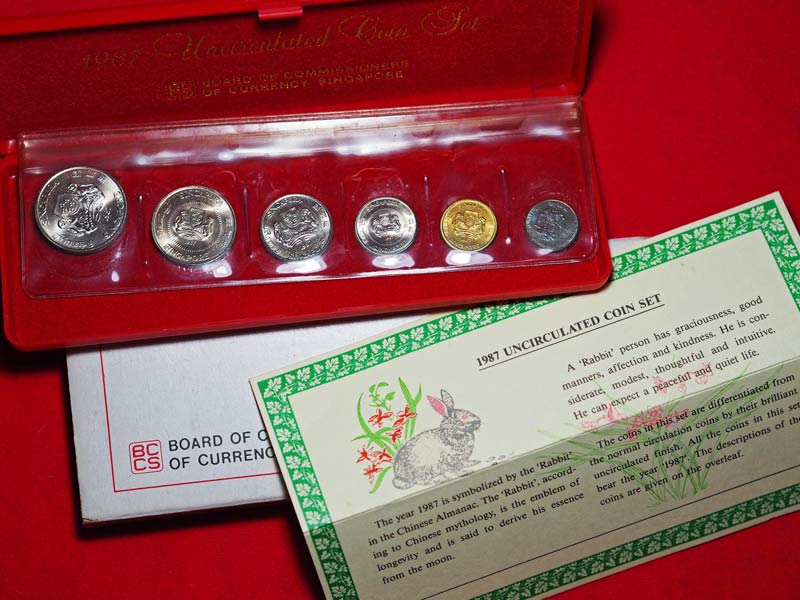 1987 Uncirculated Coin Set
BCCS BOARD OF COMMISSIONERS
OF CURRENCY SINGAPORE
BC
CS
BOARD OF C
OF CURRENCY
1987 UNCIRCULATED COIN SET
The year 1987 is symbolized by the 'Rabbit'
in the Chinese Almanac. The 'Rabbit', accord-
ing to Chinese mythology, is the emblem of
longevity and is said to derive his essence
from the moon.
A 'Rabbit' person has graciousness, good
manners, affection and kindness. He is con-
siderate, modest, thoughtful and intuitive.
He can expect a peaceful and quiet life.
The coins in this set are differentiated from
the normal circulation coins by their brilliant
uncirculated finish. All the coins in this set
bear the year 1987. The descriptions of the
coins are given on the overleaf.